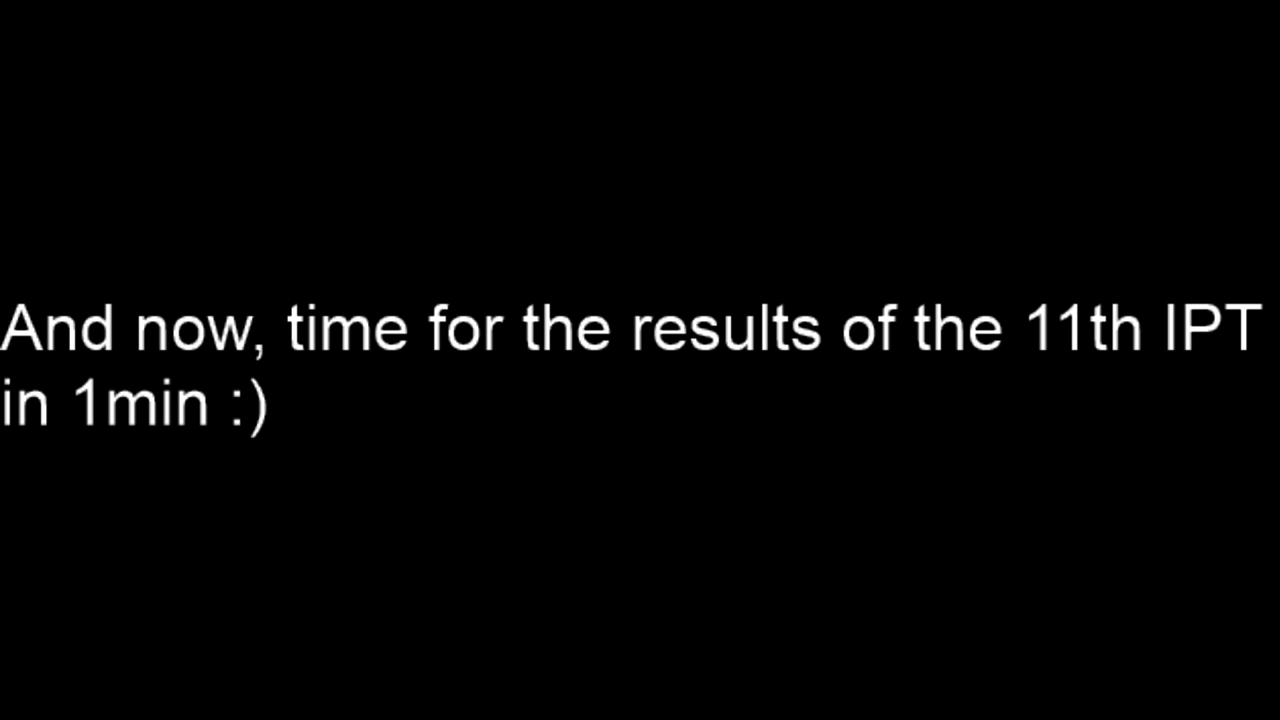 And now, time for the results of the 11th IPT
in 1min :)